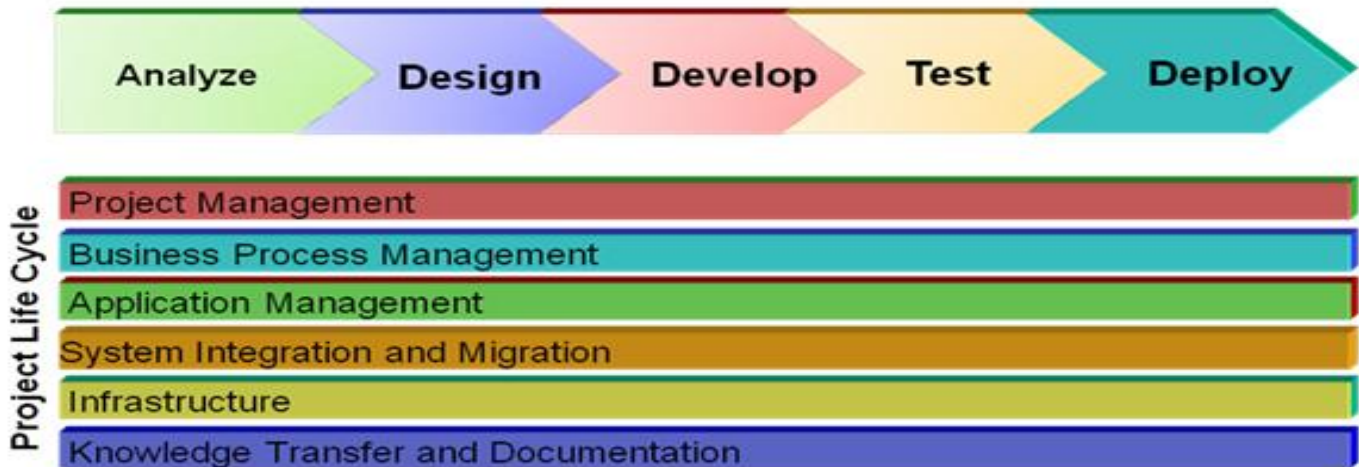 Analyze
Design
Develop
Test
Deploy
Project Life Cycle
Project Management
Business Process Management
Application Management
System Integration and Migration
Infrastructure
Knowledge Transfer and Documentation